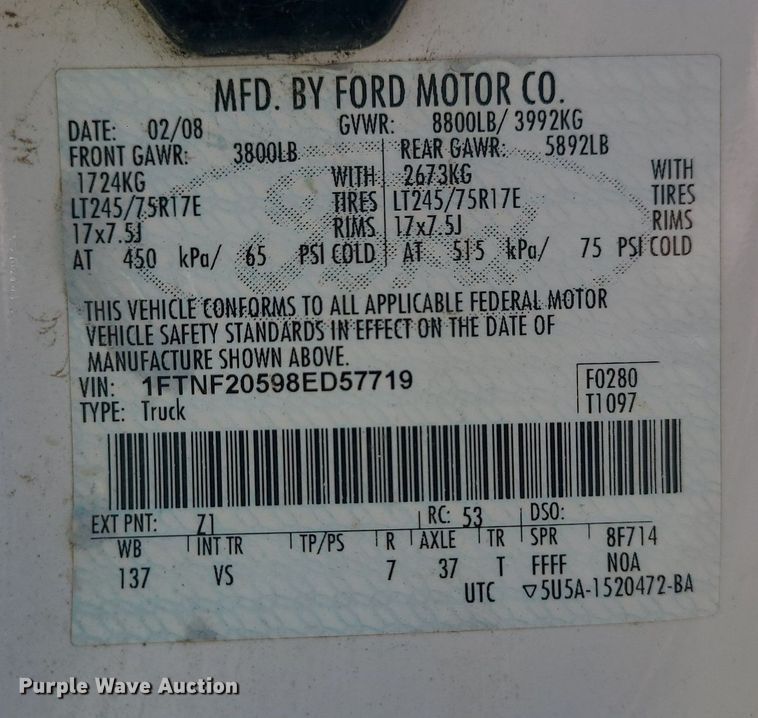 MFD. BY FORD MOTOR CO.
DATE: 02/08 GVWR: 8800LB/ 3992KG
FRONT GAWR: 3800LB REAR GAWR: 5892LB
1724KG WITH 2673KG WITH
LT245/75R17E TIRES LT245/75R17E TIRES
17x7.5J RIMS 17x7.5J RIMS
AT 450 kPa/ 65 PSI COLD AT 515 kPa/ 75 PSI COLD
THIS VEHICLE CONFORMS TO ALL APPLICABLE FEDERAL MOTOR
VEHICLE SAFETY STANDARDS IN EFFECT ON THE DATE OF
MANUFACTURE SHOWN ABOVE.
VIN: 1FTNF20598ED57719 F0280
TYPE: Truck T1097
EXT PNT: Z1 RC: 53 DSO:
WB INT TR TP/PS R AXLE TR SPR 8F714
137 VS 7 37 T FFFF NOA
UTC ▽5U5A-1520472-BA
Purple Wave Auction